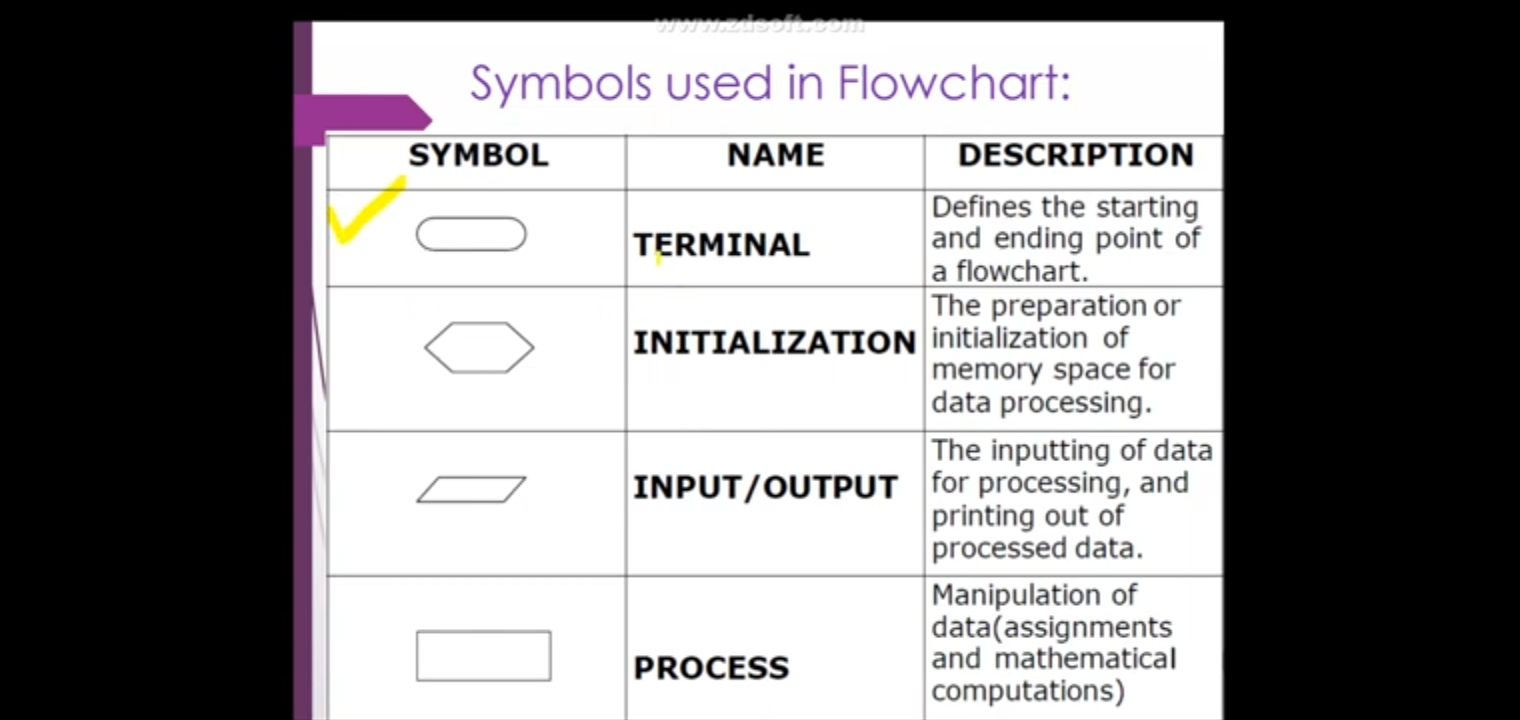 www.zdsoft.com
Symbols used in Flowchart:
SYMBOL NAME DESCRIPTION
TERMINAL
Defines the starting
and ending point of
a flowchart.
INITIALIZATION
The preparation or
initialization of
memory space for
data processing.
INPUT/OUTPUT
The inputting of data
for processing, and
printing out of
processed data.
PROCESS
Manipulation of
data(assignments
and mathematical
computations)